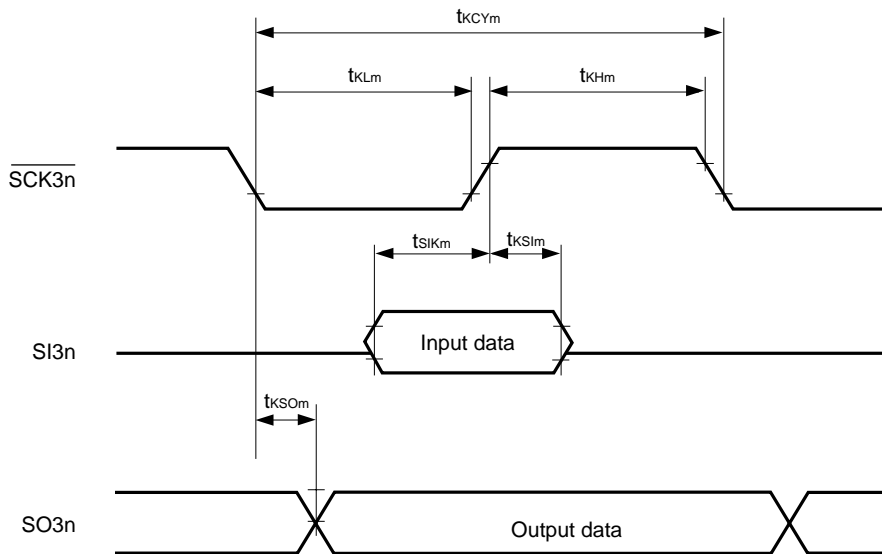 tKCYm
tKLm
tKHm
SCK3n
tSIKm
tKSIm
SI3n
Input data
tKSOm
SO3n
Output data